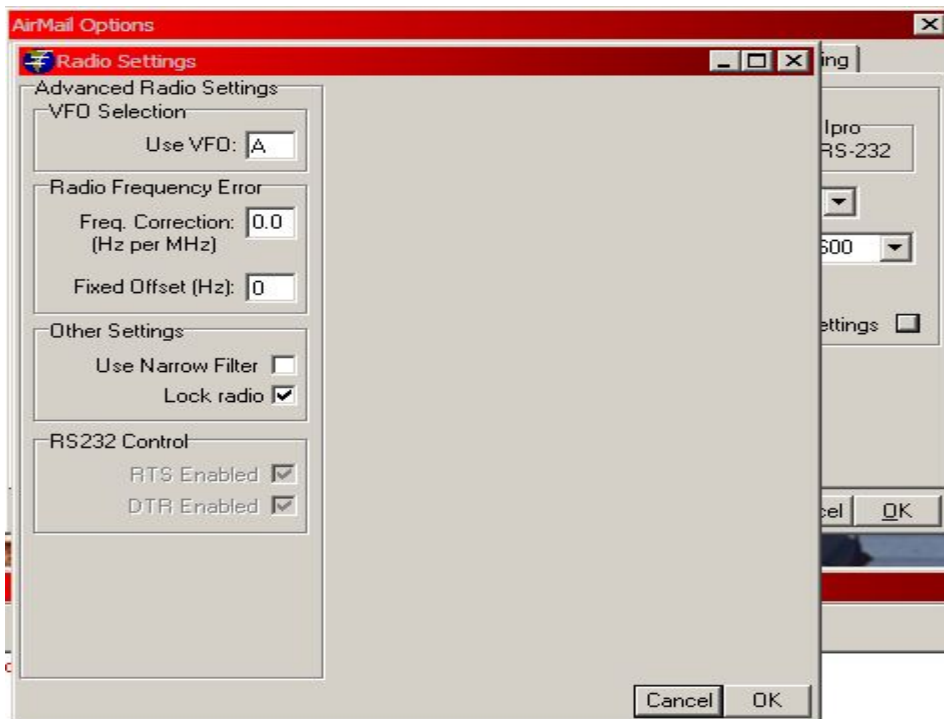 AirMail Options
Radio Settings
Advanced Radio Settings
VFO Selection
Use VFO: A
Radio Frequency Error
Freq. Correction: 0.0
(Hz per MHz)
Fixed Offset (Hz): 0
Other Settings
Use Narrow Filter
Lock radio
RS232 Control
RTS Enabled
DTR Enabled
Cancel OK
ing
lpro
RS-232
600
ettings
cel OK